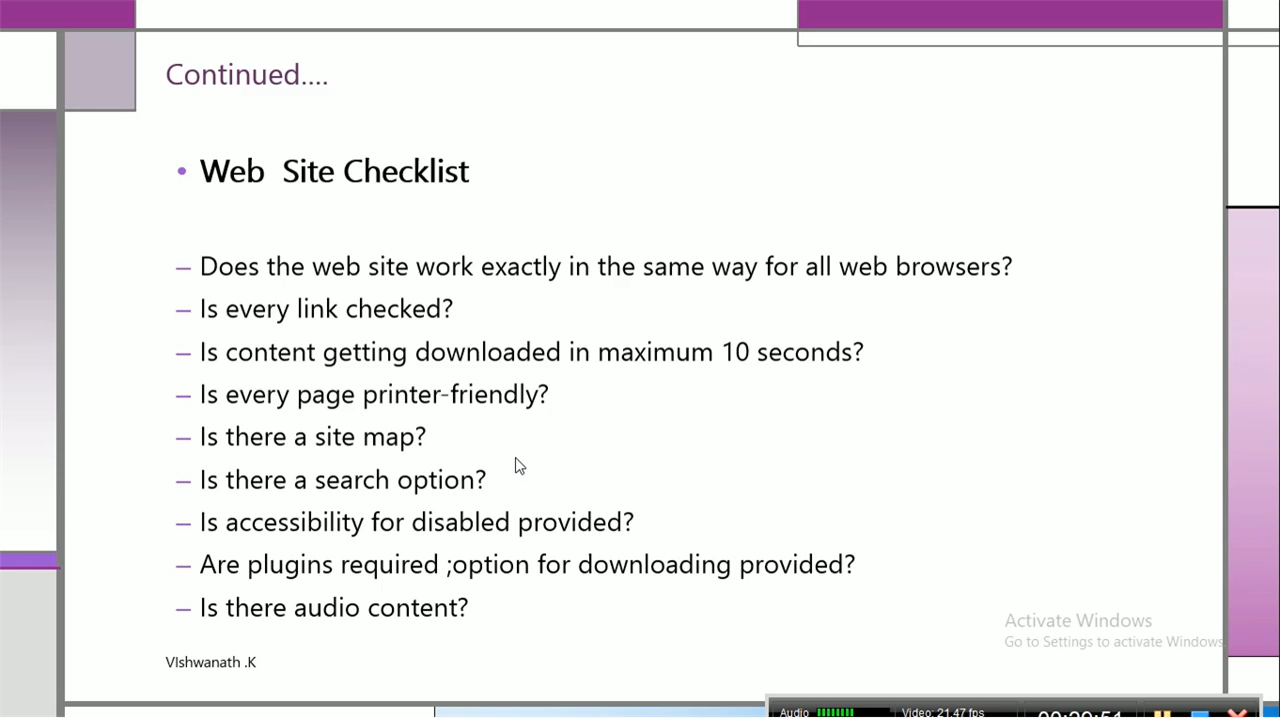 Continued....
• Web Site Checklist
– Does the web site work exactly in the same way for all web browsers?
– Is every link checked?
– Is content getting downloaded in maximum 10 seconds?
– Is every page printer-friendly?
– Is there a site map?
– Is there a search option?
– Is accessibility for disabled provided?
– Are plugins required ;option for downloading provided?
– Is there audio content?
Activate Windows
Go to Settings to activate Windows.
VIshwanath .K
Audio Video: 21.47 fps 00:29:51